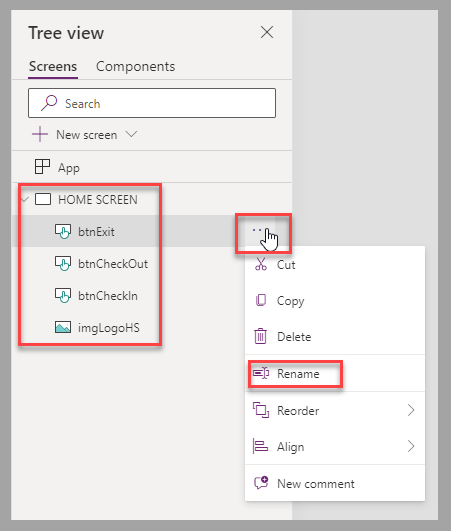 Tree view
Screens Components
Search
New screen
App
HOME SCREEN
btnExit
btnCheckOut
btnCheckIn
imgLogoHS
Cut
Copy
Delete
Rename
Reorder
Align
New comment